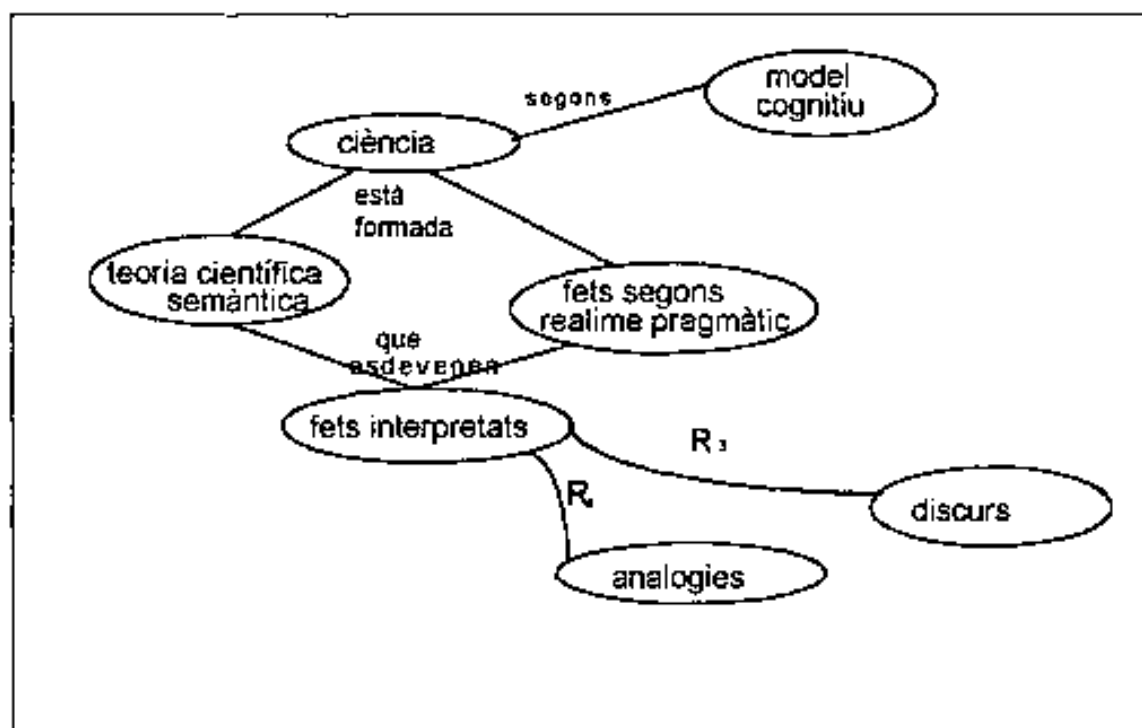 model
cognitiu
segons
ciència
està
formada
teoria científica
semàntica
fets segons
realime pragmàtic
que
esdevenen
fets interpretats
R 3
R
discurs
analogies